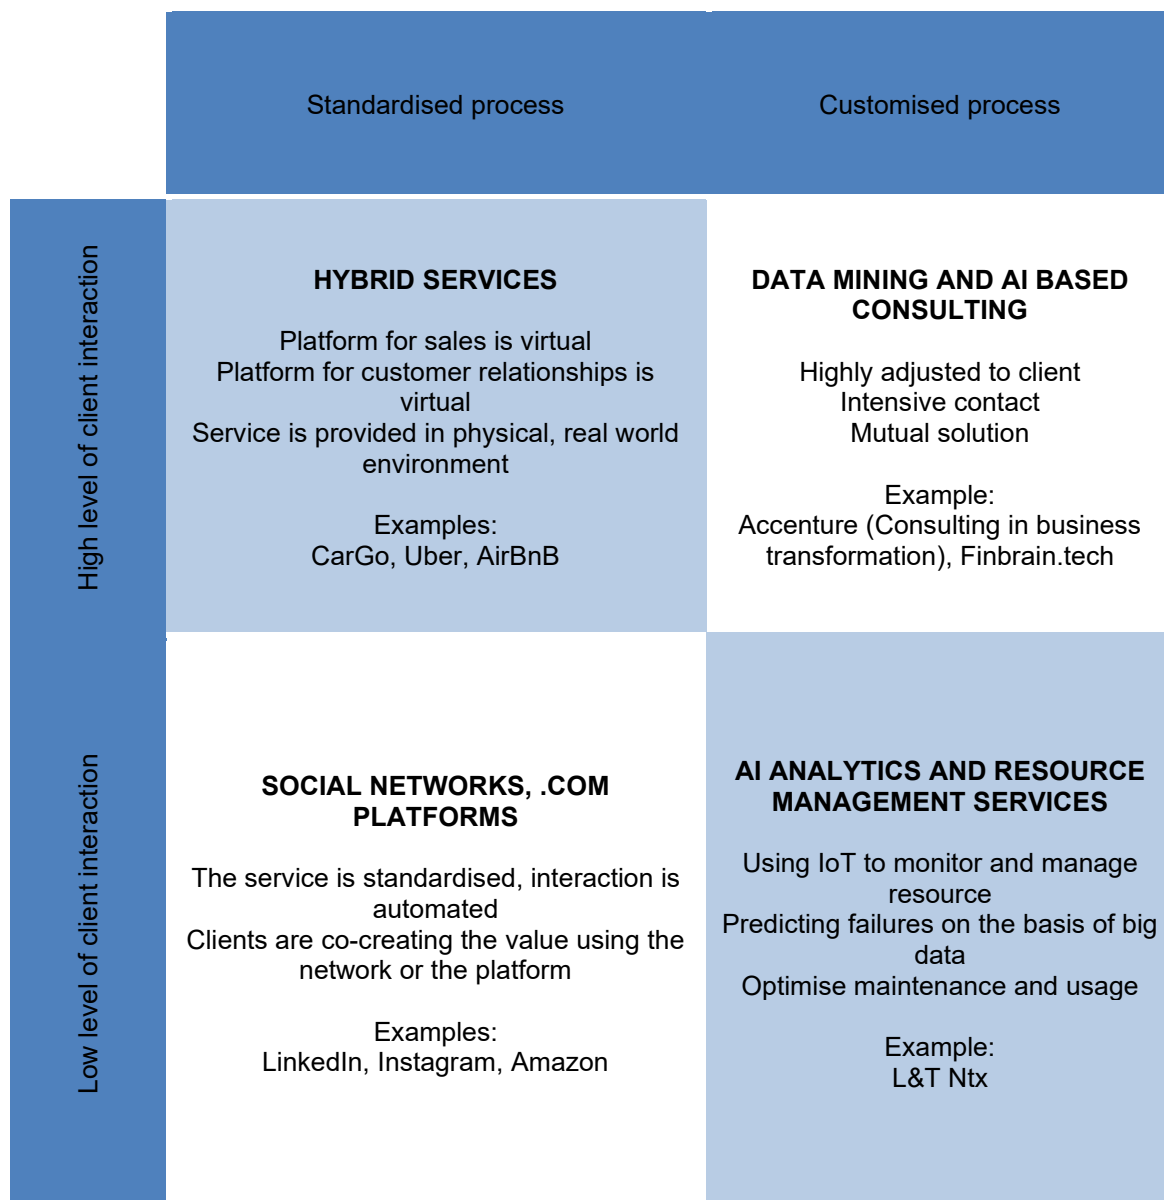 Standardised process
Customised process
High level of client interaction
HYBRID SERVICES
Platform for sales is virtual
Platform for customer relationships is
virtual
Service is provided in physical, real world
environment
Examples:
CarGo, Uber, AirBnB
DATA MINING AND AI BASED
CONSULTING
Highly adjusted to client
Intensive contact
Mutual solution
Example:
Accenture (Consulting in business
transformation), Finbrain.tech
Low level of client interaction
SOCIAL NETWORKS, .COM
PLATFORMS
The service is standardised, interaction is
automated
Clients are co-creating the value using the
network or the platform
Examples:
LinkedIn, Instagram, Amazon
AI ANALYTICS AND RESOURCE
MANAGEMENT SERVICES
Using IoT to monitor and manage
resource
Predicting failures on the basis of big
data
Optimise maintenance and usage
Example:
L&T Ntx